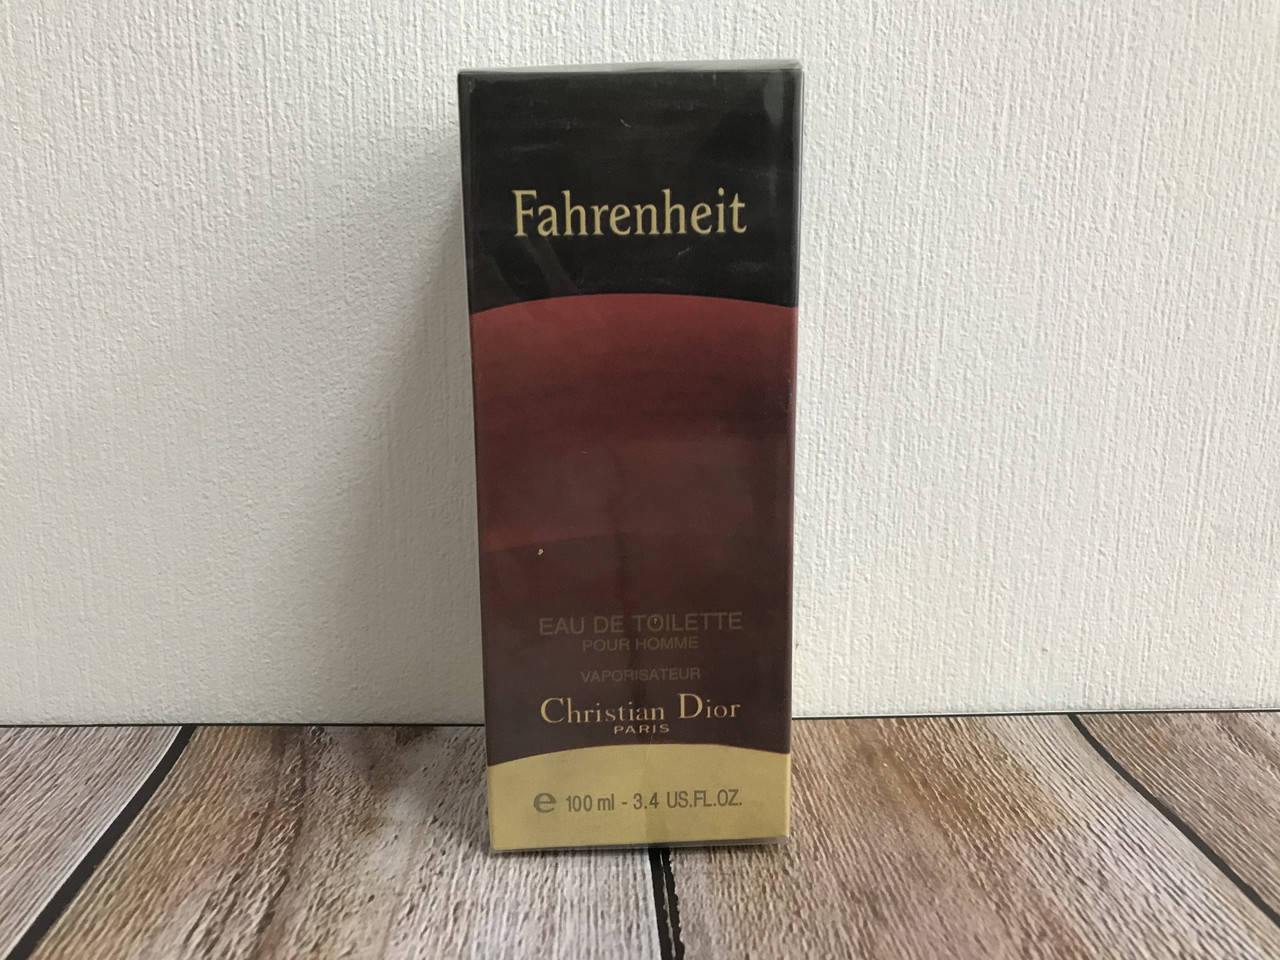 Fahrenheit
EAU DE TOILETTE
POUR HOMME
VAPORISATEUR
Christian Dior
PARIS
℮ 100 ml - 3.4 US.FL.OZ.